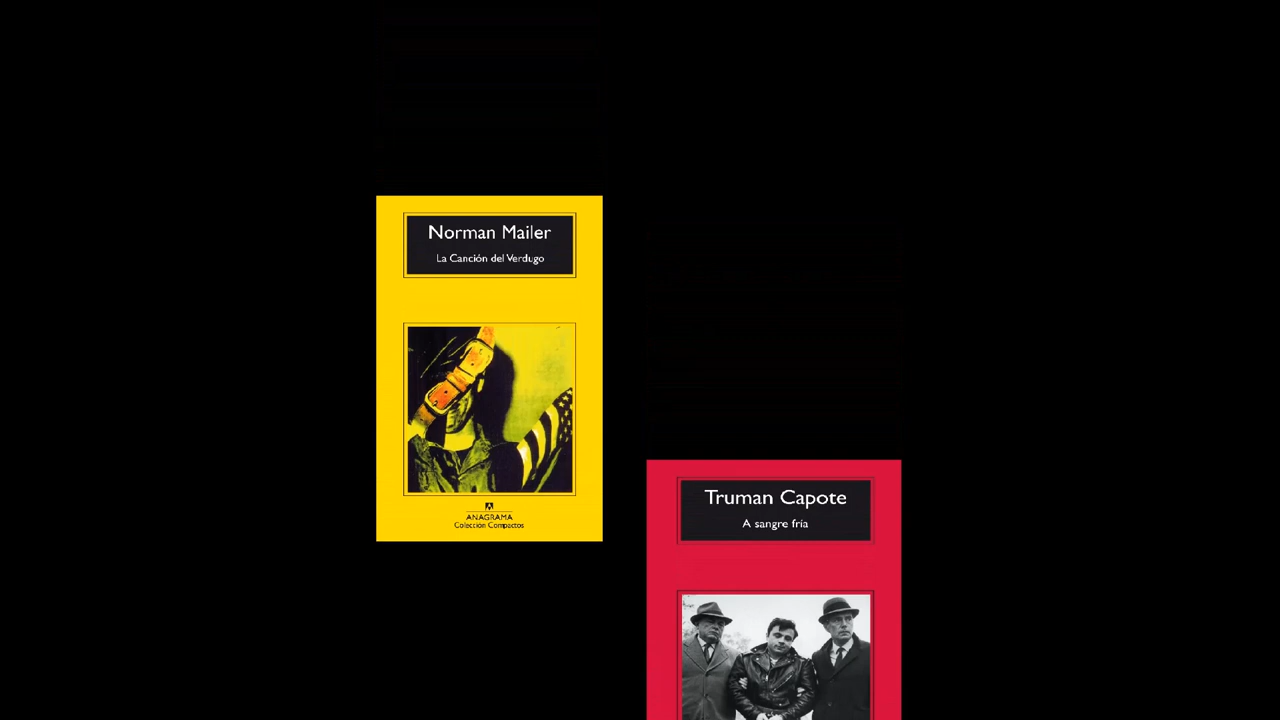 Norman Mailer
La Canción del Verdugo
ANAGRAMA
Colección Compactos
Truman Capote
A sangre fría